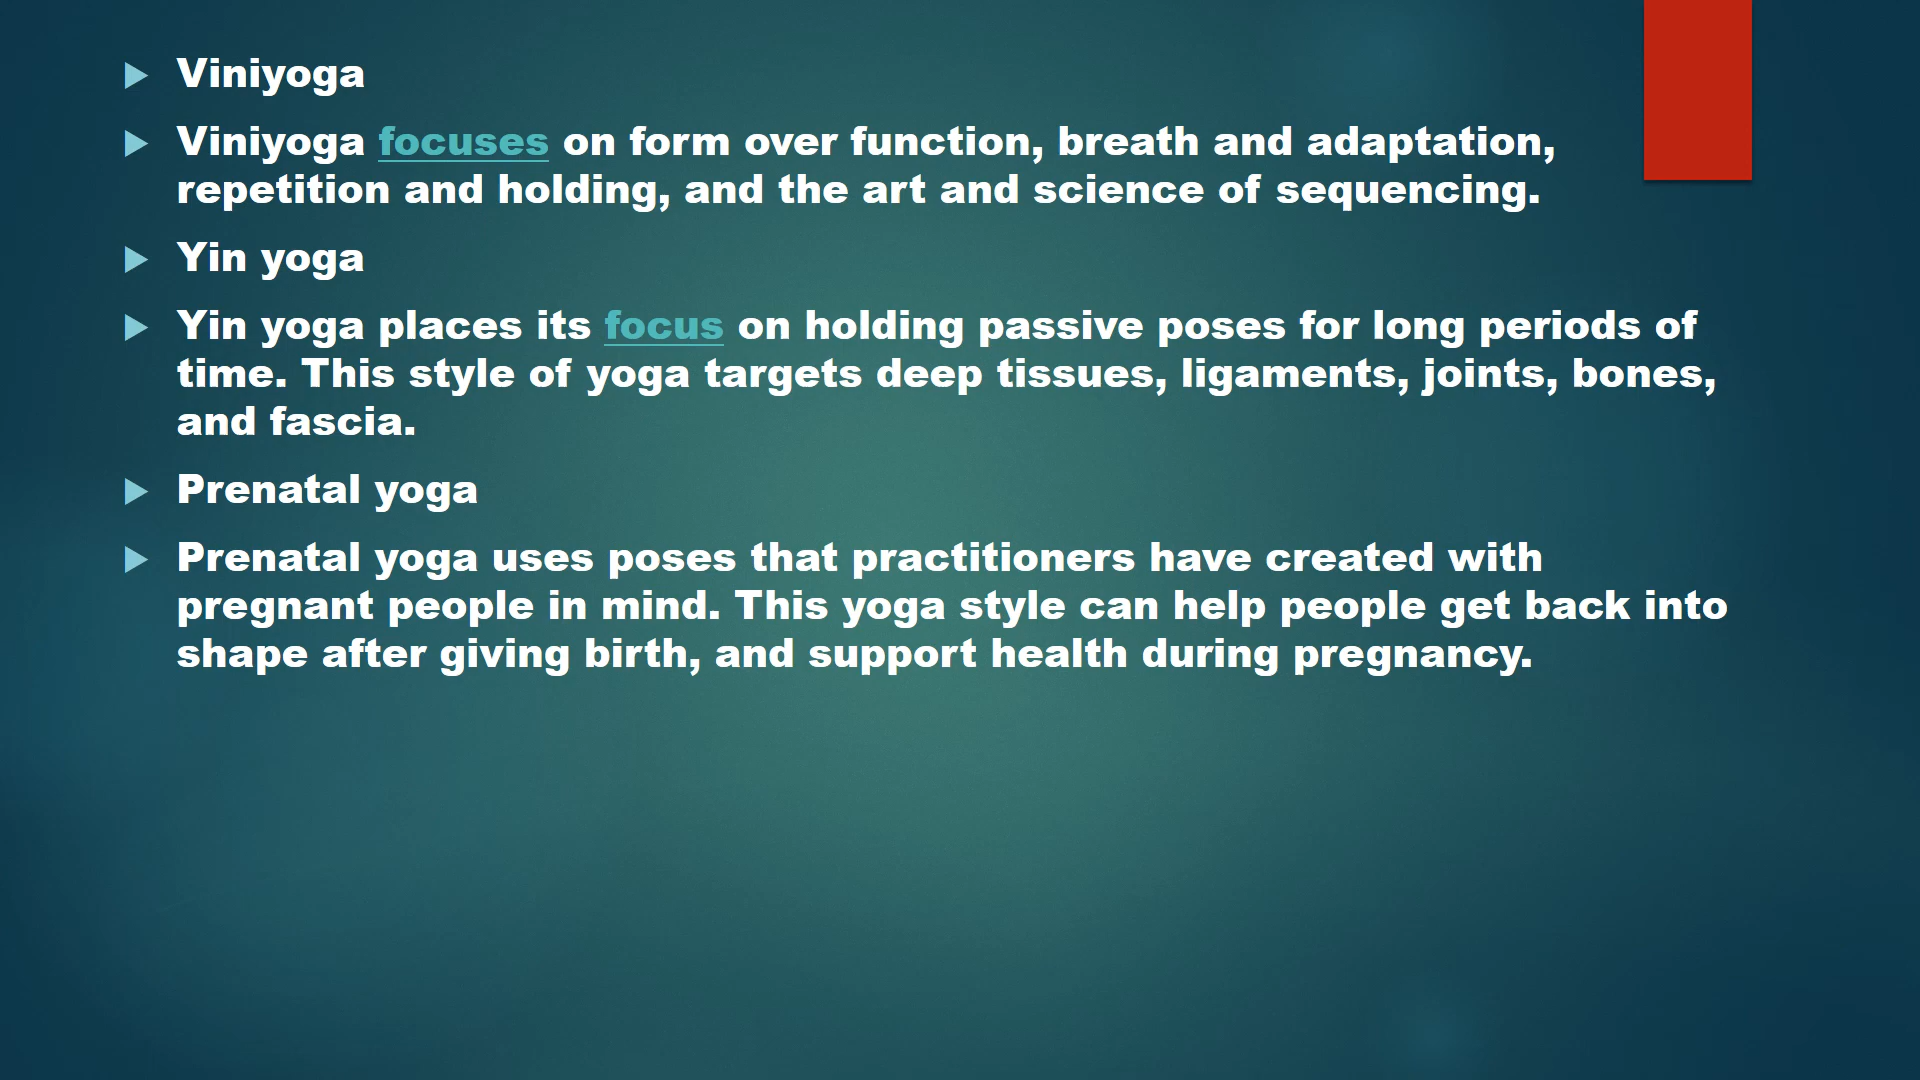 Viniyoga
Viniyoga focuses on form over function, breath and adaptation,
repetition and holding, and the art and science of sequencing.
Yin yoga
Yin yoga places its focus on holding passive poses for long periods of
time. This style of yoga targets deep tissues, ligaments, joints, bones,
and fascia.
Prenatal yoga
Prenatal yoga uses poses that practitioners have created with
pregnant people in mind. This yoga style can help people get back into
shape after giving birth, and support health during pregnancy.